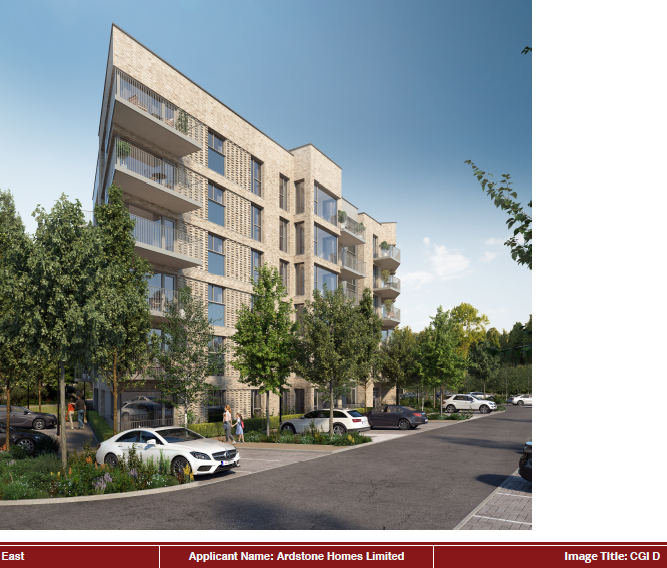 East
Applicant Name: Ardstone Homes Limited
Image Title: CGI D